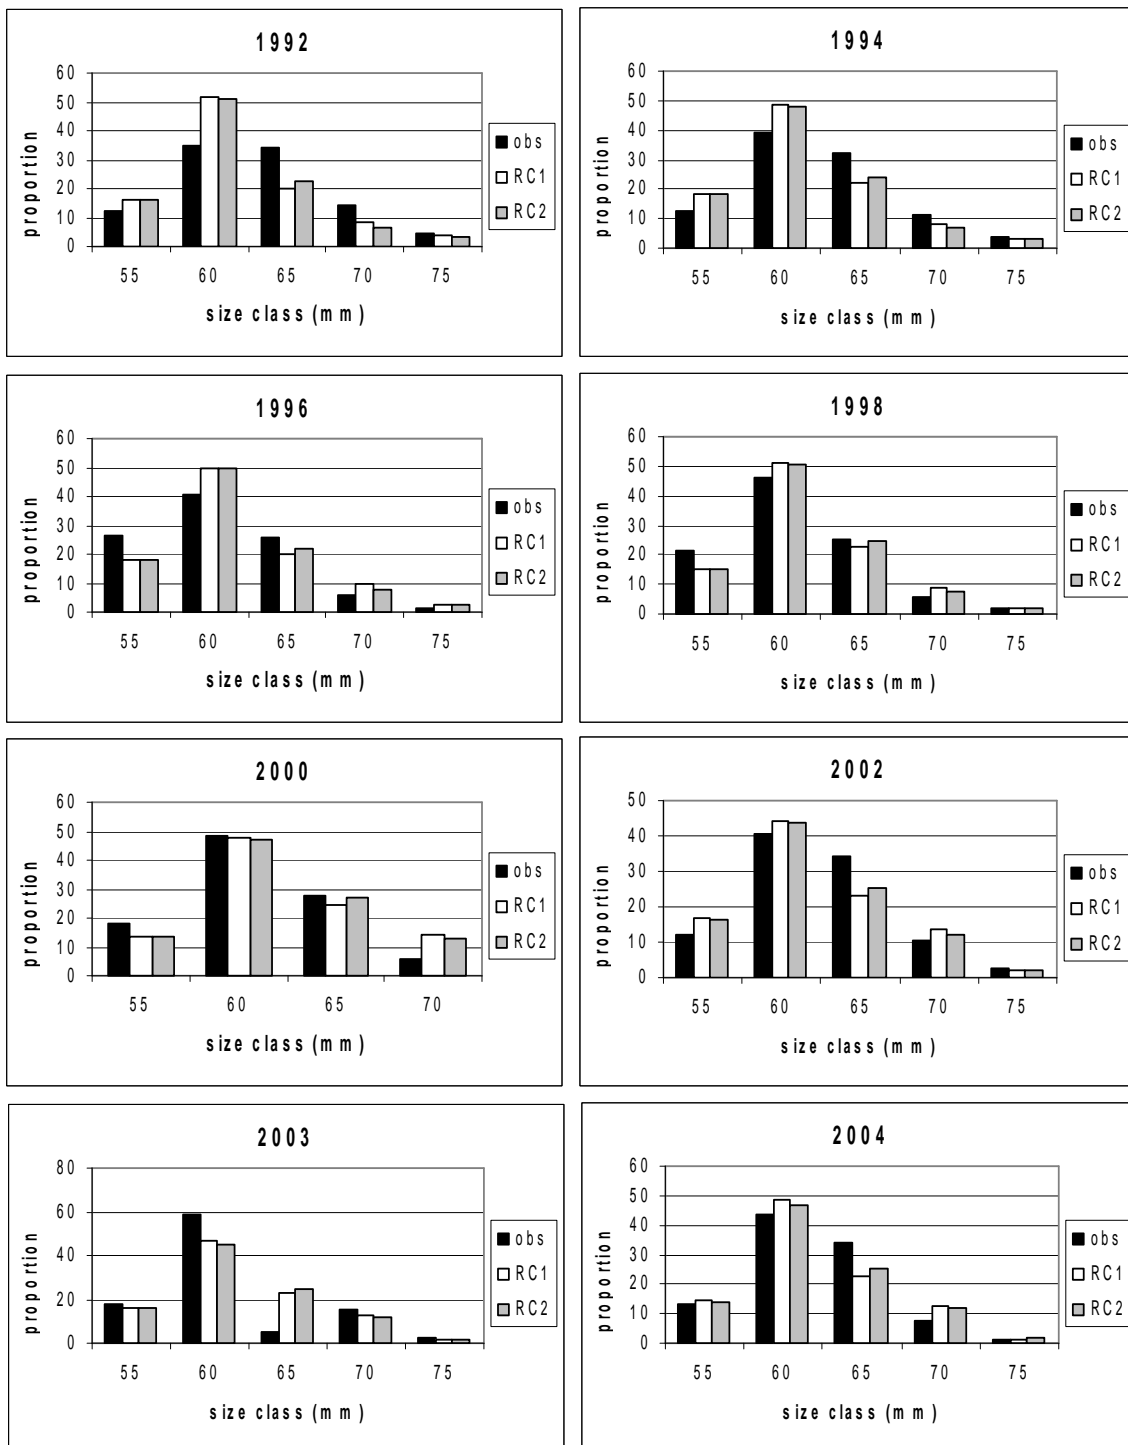 1992
60
50
40
30
20
10
0
proportion
55 60 65 70 75
size class (mm)
obs
RC1
RC2
1994
60
50
40
30
20
10
0
proportion
55 60 65 70 75
size class (mm)
obs
RC1
RC2
1996
60
50
40
30
20
10
0
proportion
55 60 65 70 75
size class (mm)
obs
RC1
RC2
1998
60
50
40
30
20
10
0
proportion
55 60 65 70 75
size class (mm)
obs
RC1
RC2
2000
60
50
40
30
20
10
0
proportion
55 60 65 70
size class (mm)
obs
RC1
RC2
2002
50
40
30
20
10
0
proportion
55 60 65 70 75
size class (mm)
obs
RC1
RC2
2003
80
60
40
20
0
proportion
55 60 65 70 75
size class (mm)
obs
RC1
RC2
2004
60
50
40
30
20
10
0
proportion
55 60 65 70 75
size class (mm)
obs
RC1
RC2